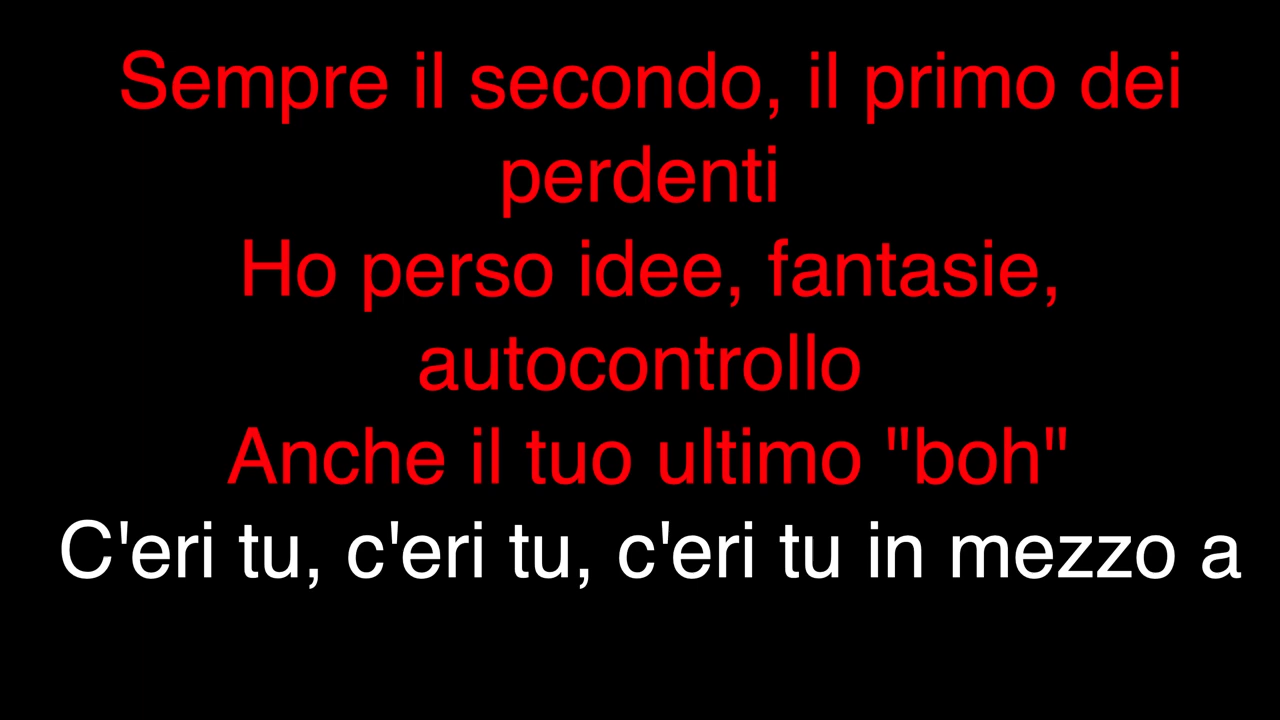 Sempre il secondo, il primo dei
perdenti
Ho perso idee, fantasie,
autocontrollo
Anche il tuo ultimo "boh"
C'eri tu, c'eri tu, c'eri tu in mezzo a